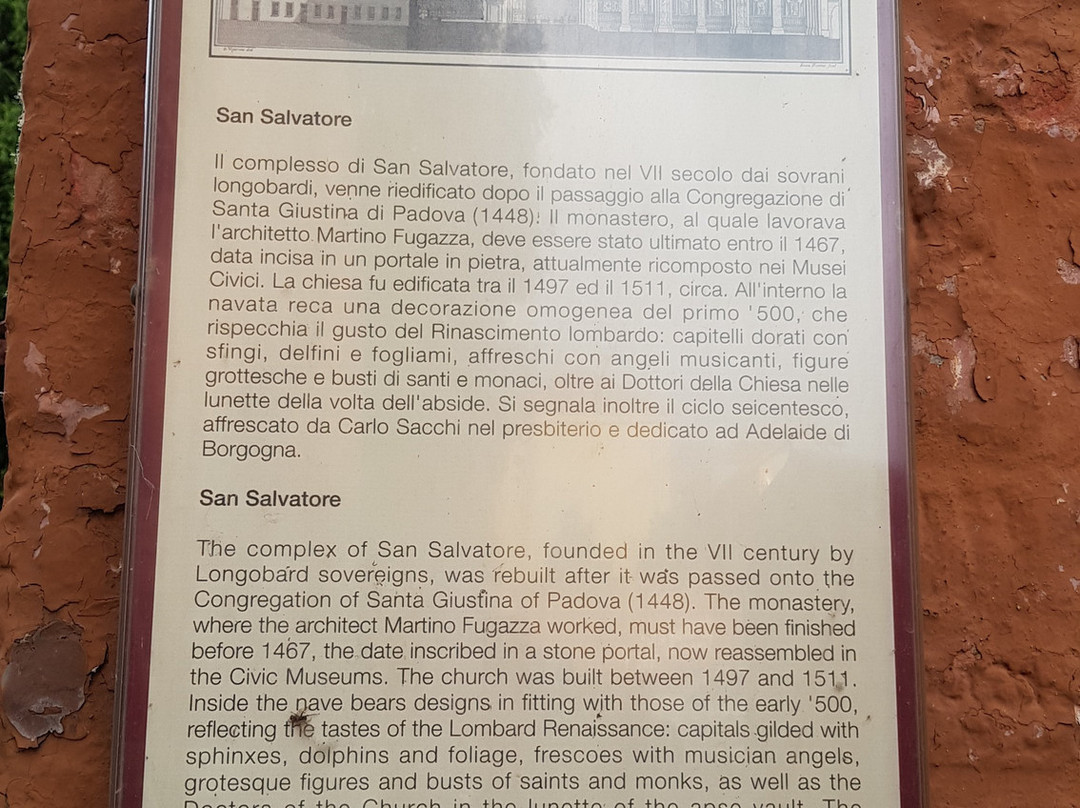 San Salvatore
Il complesso di San Salvatore, fondato nel VII secolo dai sovrani
longobardi, venne riedificato dopo il passaggio alla Congregazione di
Santa Giustina di Padova (1448). Il monastero, al quale lavorava
l'architetto Martino Fugazza, deve essere stato ultimato entro il 1467,
data incisa in un portale in pietra, attualmente ricomposto nei Musei
Civici. La chiesa fu edificata tra il 1497 ed il 1511, circa. All'interno la
navata reca una decorazione omogenea del primo '500, che
rispecchia il gusto del Rinascimento lombardo: capitelli dorati con
sfingi, delfini e fogliami, affreschi con angeli musicanti, figure
grottesche e busti di santi e monaci, oltre ai Dottori della Chiesa nelle
lunette della volta dell'abside. Si segnala inoltre il ciclo seicentesco,
affrescato da Carlo Sacchi nel presbiterio e dedicato ad Adelaide di
Borgogna.
San Salvatore
The complex of San Salvatore, founded in the VII century by
Longobard sovereigns, was rebuilt after it was passed onto the
Congregation of Santa Giustina of Padova (1448). The monastery,
where the architect Martino Fugazza worked, must have been finished
before 1467, the date inscribed in a stone portal, now reassembled in
the Civic Museums. The church was built between 1497 and 1511.
Inside the nave bears designs in fitting with those of the early '500,
reflecting the tastes of the Lombard Renaissance: capitals gilded with
sphinxes, dolphins and foliage, frescoes with musician angels,
grotesque figures and busts of saints and monks, as well as the
Doctors of the Church in the lunette of the apse vault. The